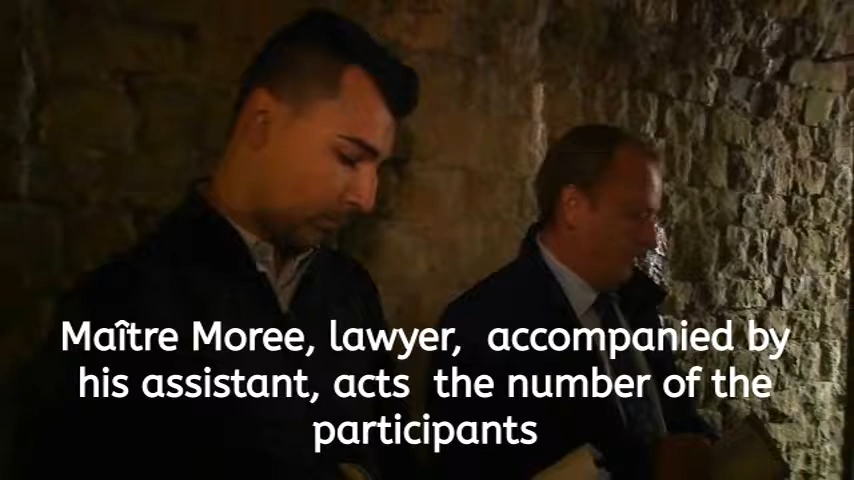 Maître Moree, lawyer,  accompanied by
his assistant, acts  the number of the
participants